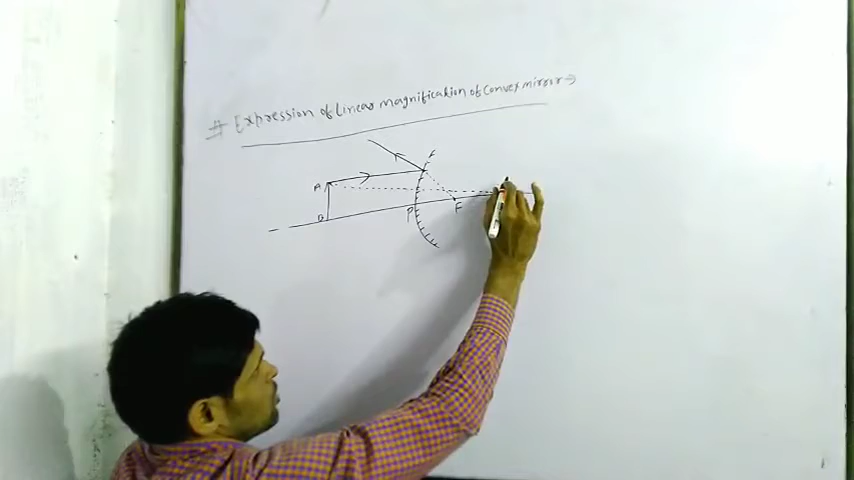 # Expression of Linear magnification of Convex mirror →
A
B
P
F